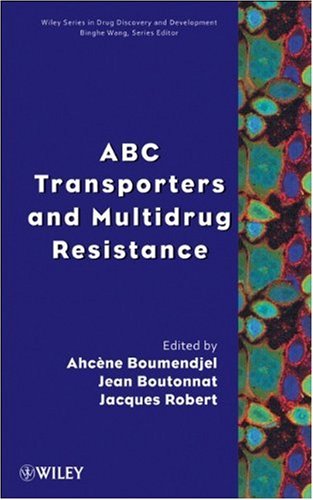 Wiley Series in Drug Discovery and Development
Binghe Wang, Series Editor
ABC
Transporters
and Multidrug
Resistance
Edited by
Ahcène Boumendjel
Jean Boutonnat
Jacques Robert
WILEY